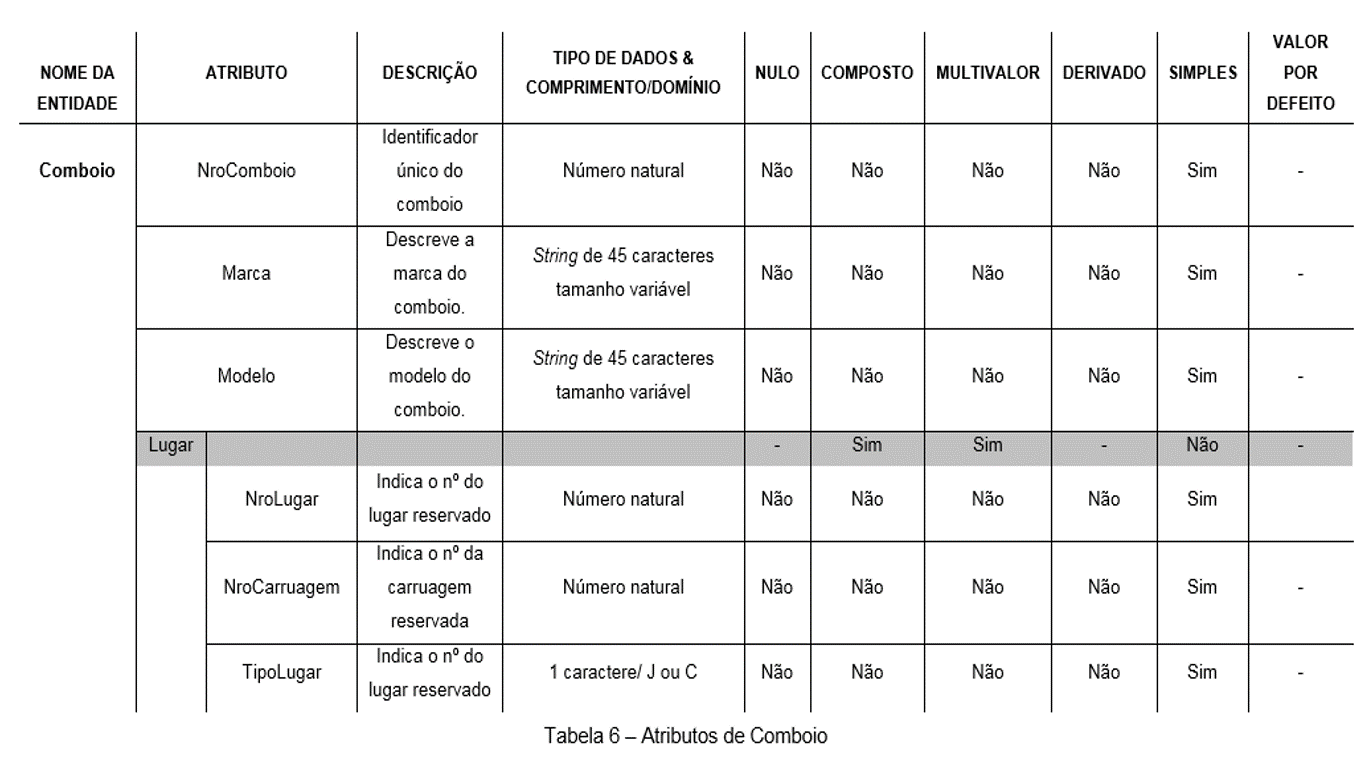 NOME DA ENTIDADE ATRIBUTO DESCRIÇÃO TIPO DE DADOS & COMPRIMENTO/DOMÍNIO NULO COMPOSTO MULTIVALOR DERIVADO SIMPLES VALOR POR DEFEITO
Comboio NroComboio Identificador único do comboio Número natural Não Não Não Não Sim -
Marca Descreve a marca do comboio. String de 45 caracteres tamanho variável Não Não Não Não Sim -
Modelo Descreve o modelo do comboio. String de 45 caracteres tamanho variável Não Não Não Não Sim -
Lugar - Sim Sim - Não -
NroLugar Indica o nº do lugar reservado Número natural Não Não Não Não Sim
NroCarruagem Indica o nº da carruagem reservada Número natural Não Não Não Não Sim -
TipoLugar Indica o nº do lugar reservado 1 caractere/ J ou C Não Não Não Não Sim -
Tabela 6 – Atributos de Comboio